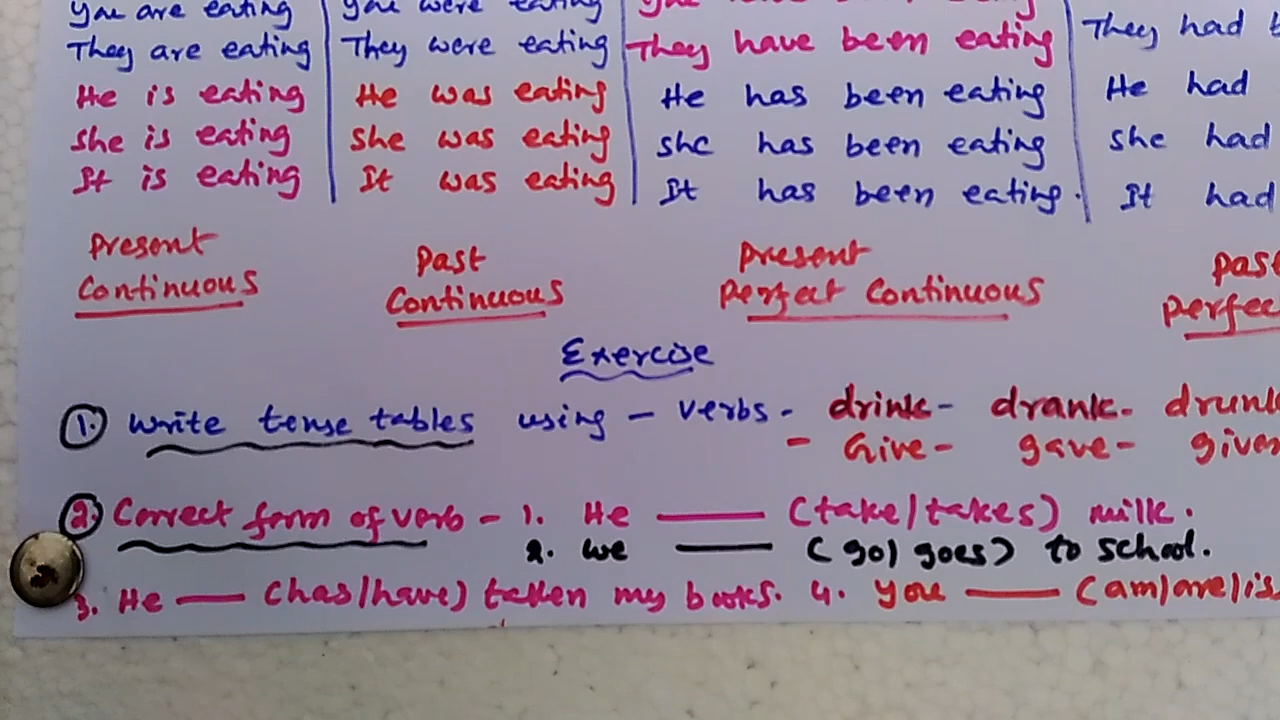 you are eating you were eating
They are eating They were eating They have been eating They had
He is eating He was eating He has been eating He had
she is eating she was eating she has been eating she had
It is eating It was eating It has been eating. It had
Present Continuous Past Continuous Present Perfect Continuous Past
Exercise
1. Write tense tables using - verbs - drink - drank - drunk
- Give - gave - given
2. Correct form of verb - 1. He ——— (take/takes) milk.
2. we ——— (go/goes) to school.
3. He ——— (has/have) taken my books. 4. You ——— (am/are/is